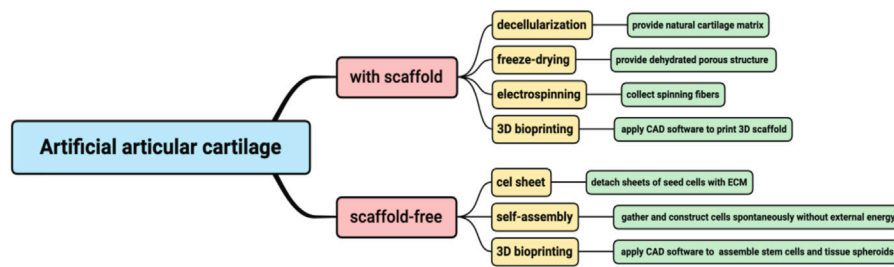 Artificial articular cartilage
with scaffold
decellularization
provide natural cartilage matrix
freeze-drying
provide dehydrated porous structure
electrospinning
collect spinning fibers
3D bioprinting
apply CAD software to print 3D scaffold
scaffold-free
cel sheet
detach sheets of seed cells with ECM
self-assembly
gather and construct cells spontaneously without external energy
3D bioprinting
apply CAD software to assemble stem cells and tissue spheroids